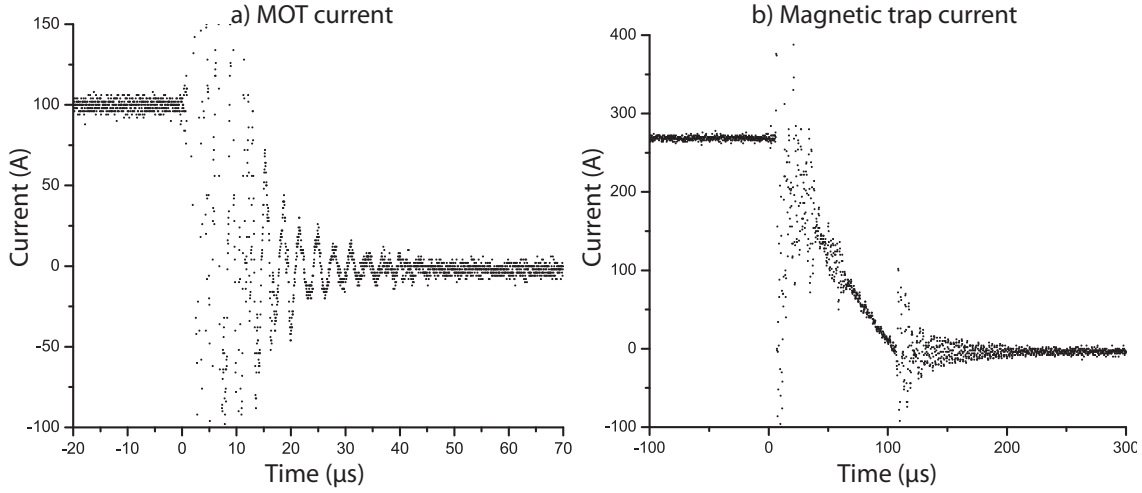 a) MOT current
150
100
50
0
-50
-100
Current (A)
-20 -10 0 10 20 30 40 50 60 70
Time (µs)
b) Magnetic trap current
400
300
200
100
0
-100
Current (A)
-100 0 100 200 300
Time (µs)